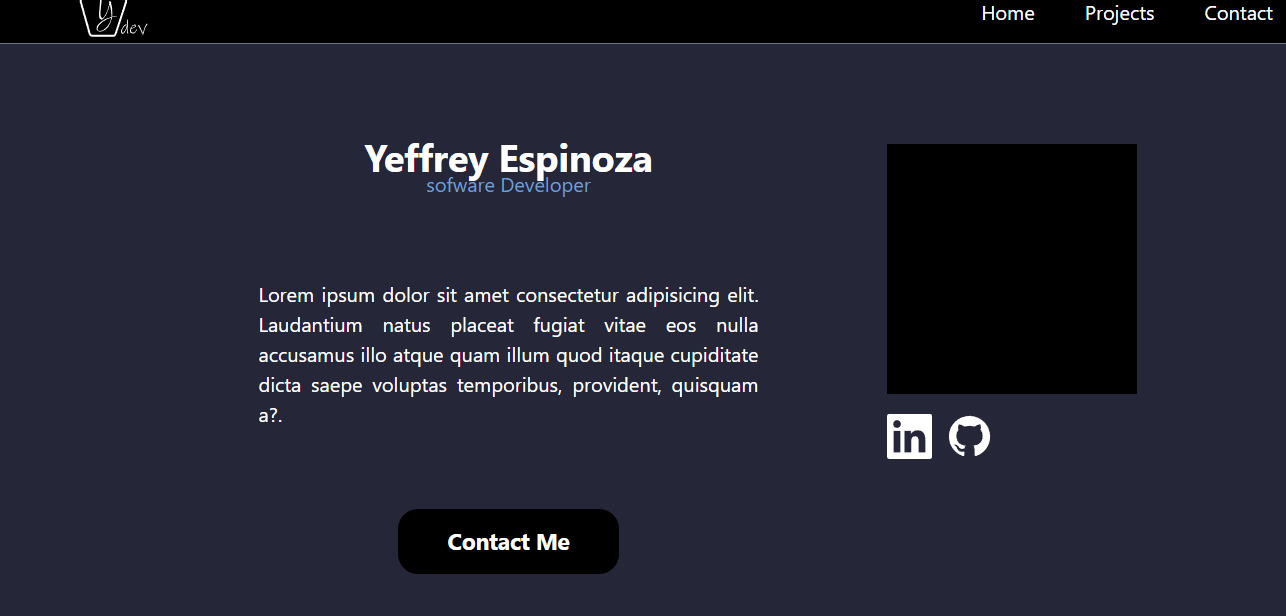 y dev
Home Projects Contact
Yeffrey Espinoza
sofware Developer
Lorem ipsum dolor sit amet consectetur adipisicing elit.
Laudantium natus placeat fugiat vitae eos nulla
accusamus illo atque quam illum quod itaque cupiditate
dicta saepe voluptas temporibus, provident, quisquam
a?.
in
Contact Me